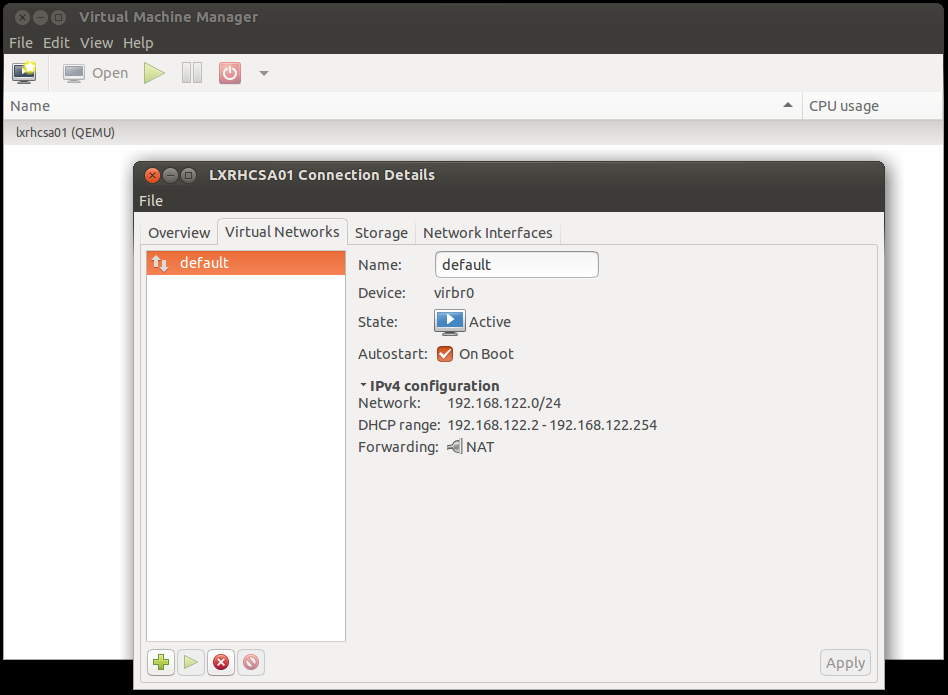 Virtual Machine Manager
File Edit View Help
Open
Name CPU usage
lxrhcsa01 (QEMU)
LXRHCSA01 Connection Details
File
Overview Virtual Networks Storage Network Interfaces
default
Name: default
Device: virbr0
State: Active
Autostart: On Boot
IPv4 configuration
Network: 192.168.122.0/24
DHCP range: 192.168.122.2 - 192.168.122.254
Forwarding: NAT
Apply